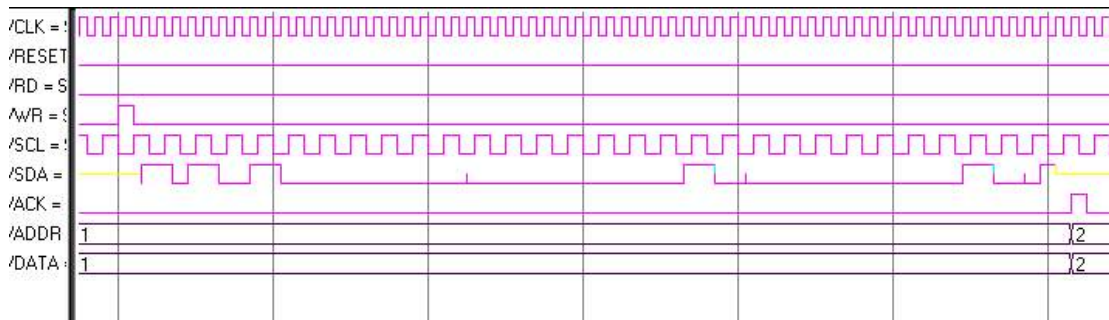 /CLK = :
/RESET
/RD = S
/WR = S
/SCL = :
/SDA =
/ACK =
/ADDR 1 2
/DATA : 1 2